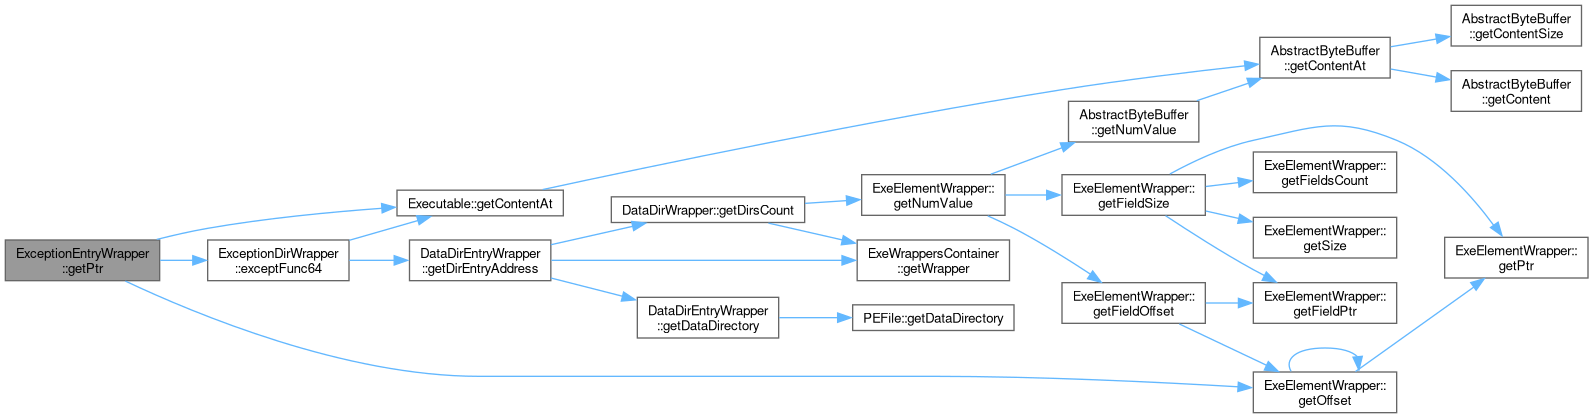 ExceptionEntryWrapper
::getPtr
ExceptionDirWrapper
::exceptFunc64
Executable::getContentAt
DataDirEntryWrapper
::getDirEntryAddress
DataDirWrapper::getDirsCount
DataDirEntryWrapper
::getDataDirectory
ExeElementWrapper::
getNumValue
ExeWrappersContainer
::getWrapper
PEFile::getDataDirectory
AbstractByteBuffer
::getNumValue
ExeElementWrapper::
getFieldSize
ExeElementWrapper::
getFieldOffset
AbstractByteBuffer
::getContentAt
ExeElementWrapper::
getFieldsCount
ExeElementWrapper::
getSize
ExeElementWrapper::
getFieldPtr
ExeElementWrapper::
getOffset
AbstractByteBuffer
::getContentSize
AbstractByteBuffer
::getContent
ExeElementWrapper::
getPtr